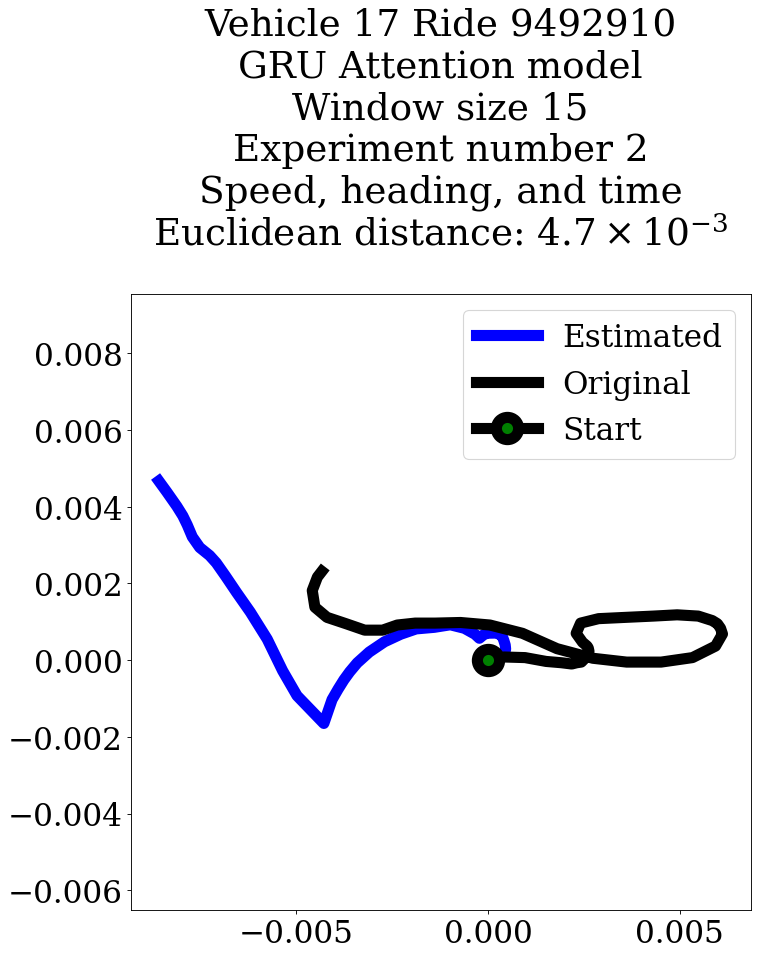 Vehicle 17 Ride 9492910
GRU Attention model
Window size 15
Experiment number 2
Speed, heading, and time
Euclidean distance: 4.7 × 10⁻³
Estimated
Original
Start
0.008
0.006
0.004
0.002
0.000
−0.002
−0.004
−0.006
−0.005 0.000 0.005